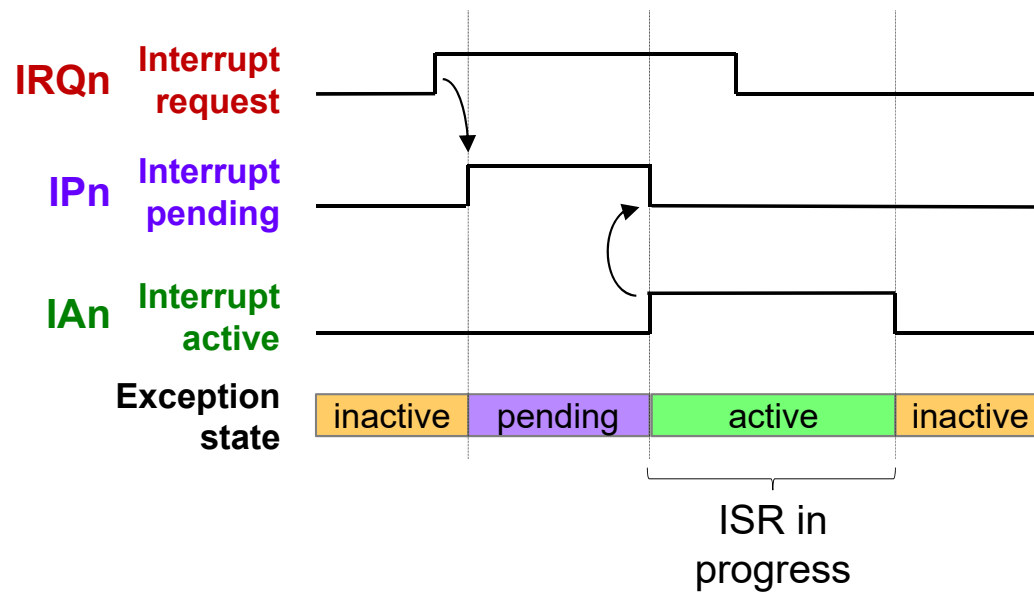 IRQn Interrupt
request
IPn Interrupt
pending
IAn Interrupt
active
Exception
state
inactive pending active inactive
ISR in
progress